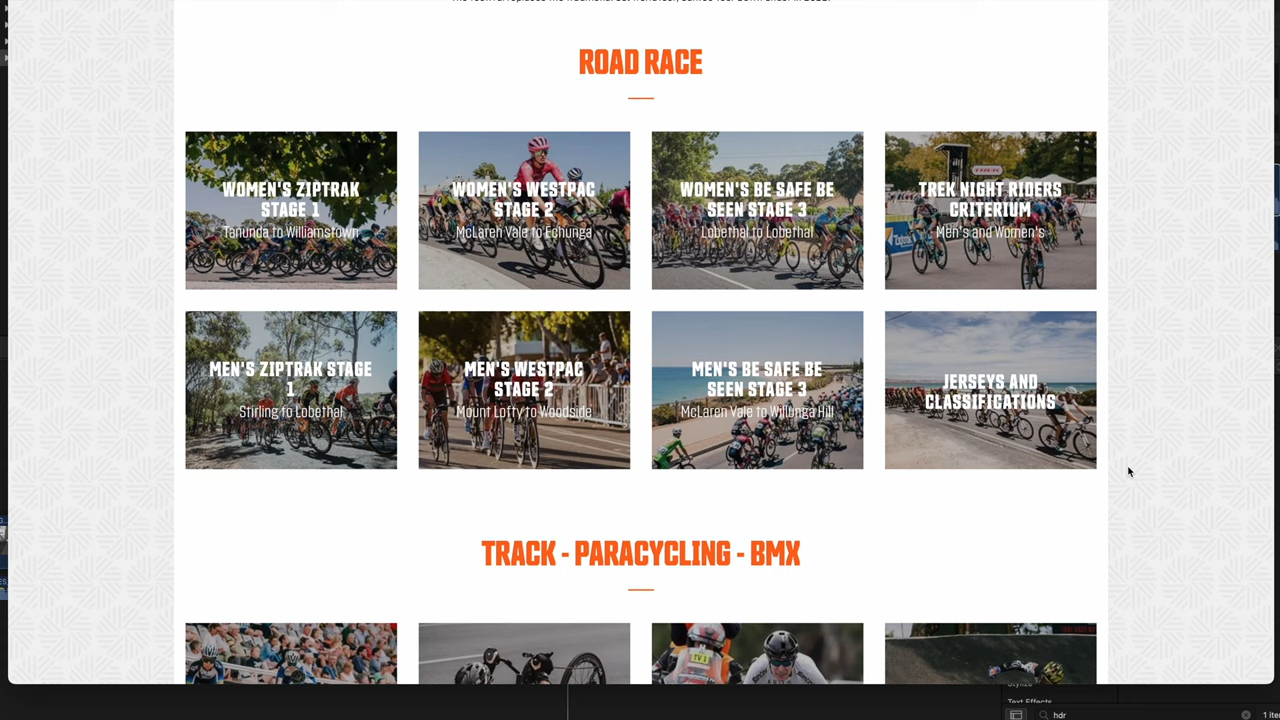 ROAD RACE
WOMEN'S ZIPTRAK
STAGE 1
Tanunda to Williamstown
WOMEN'S WESTPAC
STAGE 2
McLaren Vale to Echunga
WOMEN'S BE SAFE BE
SEEN STAGE 3
Lobethal to Lobethal
TREK NIGHT RIDERS
CRITERIUM
Men's and Women's
MEN'S ZIPTRAK STAGE
1
Stirling to Lobethal
MEN'S WESTPAC
STAGE 2
Mount Lofty to Woodside
MEN'S BE SAFE BE
SEEN STAGE 3
McLaren Vale to Willunga Hill
JERSEYS AND
CLASSIFICATIONS
TRACK - PARACYCLING - BMX
Text Effects
hdr